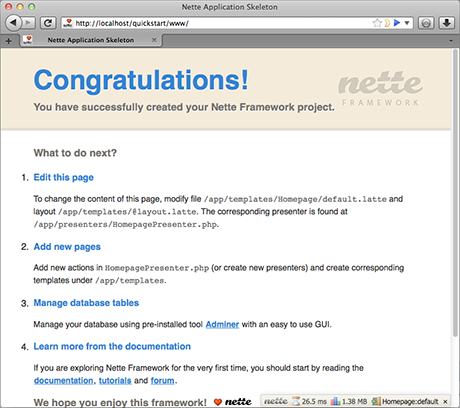 Nette Application Skeleton
http://localhost/quickstart/www/
Nette Application Skeleton
Congratulations!
You have successfully created your Nette Framework project.
nette
FRAMEWORK
What to do next?
1. Edit this page
To change the content of this page, modify file /app/templates/Homepage/default.latte and
layout /app/templates/@layout.latte. The corresponding presenter is found at
/app/presenters/HomepagePresenter.php.
2. Add new pages
Add new actions in HomepagePresenter.php (or create new presenters) and create corresponding
templates under /app/templates.
3. Manage database tables
Manage your database using pre-installed tool Adminer with an easy to use GUI.
4. Learn more from the documentation
If you are exploring Nette Framework for the very first time, you should start by reading the
documentation, tutorials and forum.
We hope you enjoy this framework! nette
nette 26.5 ms 1.38 MB Homepage:default ×